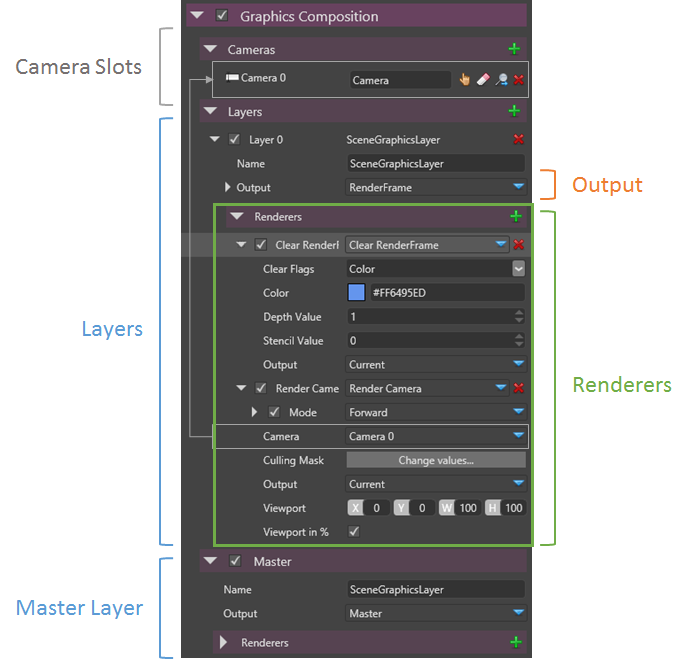 Graphics Composition
Camera Slots
Cameras
Camera 0 Camera
Layers
Layer 0 SceneGraphicsLayer
Name SceneGraphicsLayer
Output RenderFrame
Output
Renderers
Clear RenderF Clear RenderFrame
Clear Flags Color
Color #FF6495ED
Depth Value 1
Layers
Stencil Value 0
Output Current
Renderers
Render Came Render Camera
Mode Forward
Camera Camera 0
Culling Mask Change values...
Output Current
Viewport X 0 Y 0 W 100 H 100
Viewport in %
Master
Name SceneGraphicsLayer
Master Layer
Output Master
Renderers